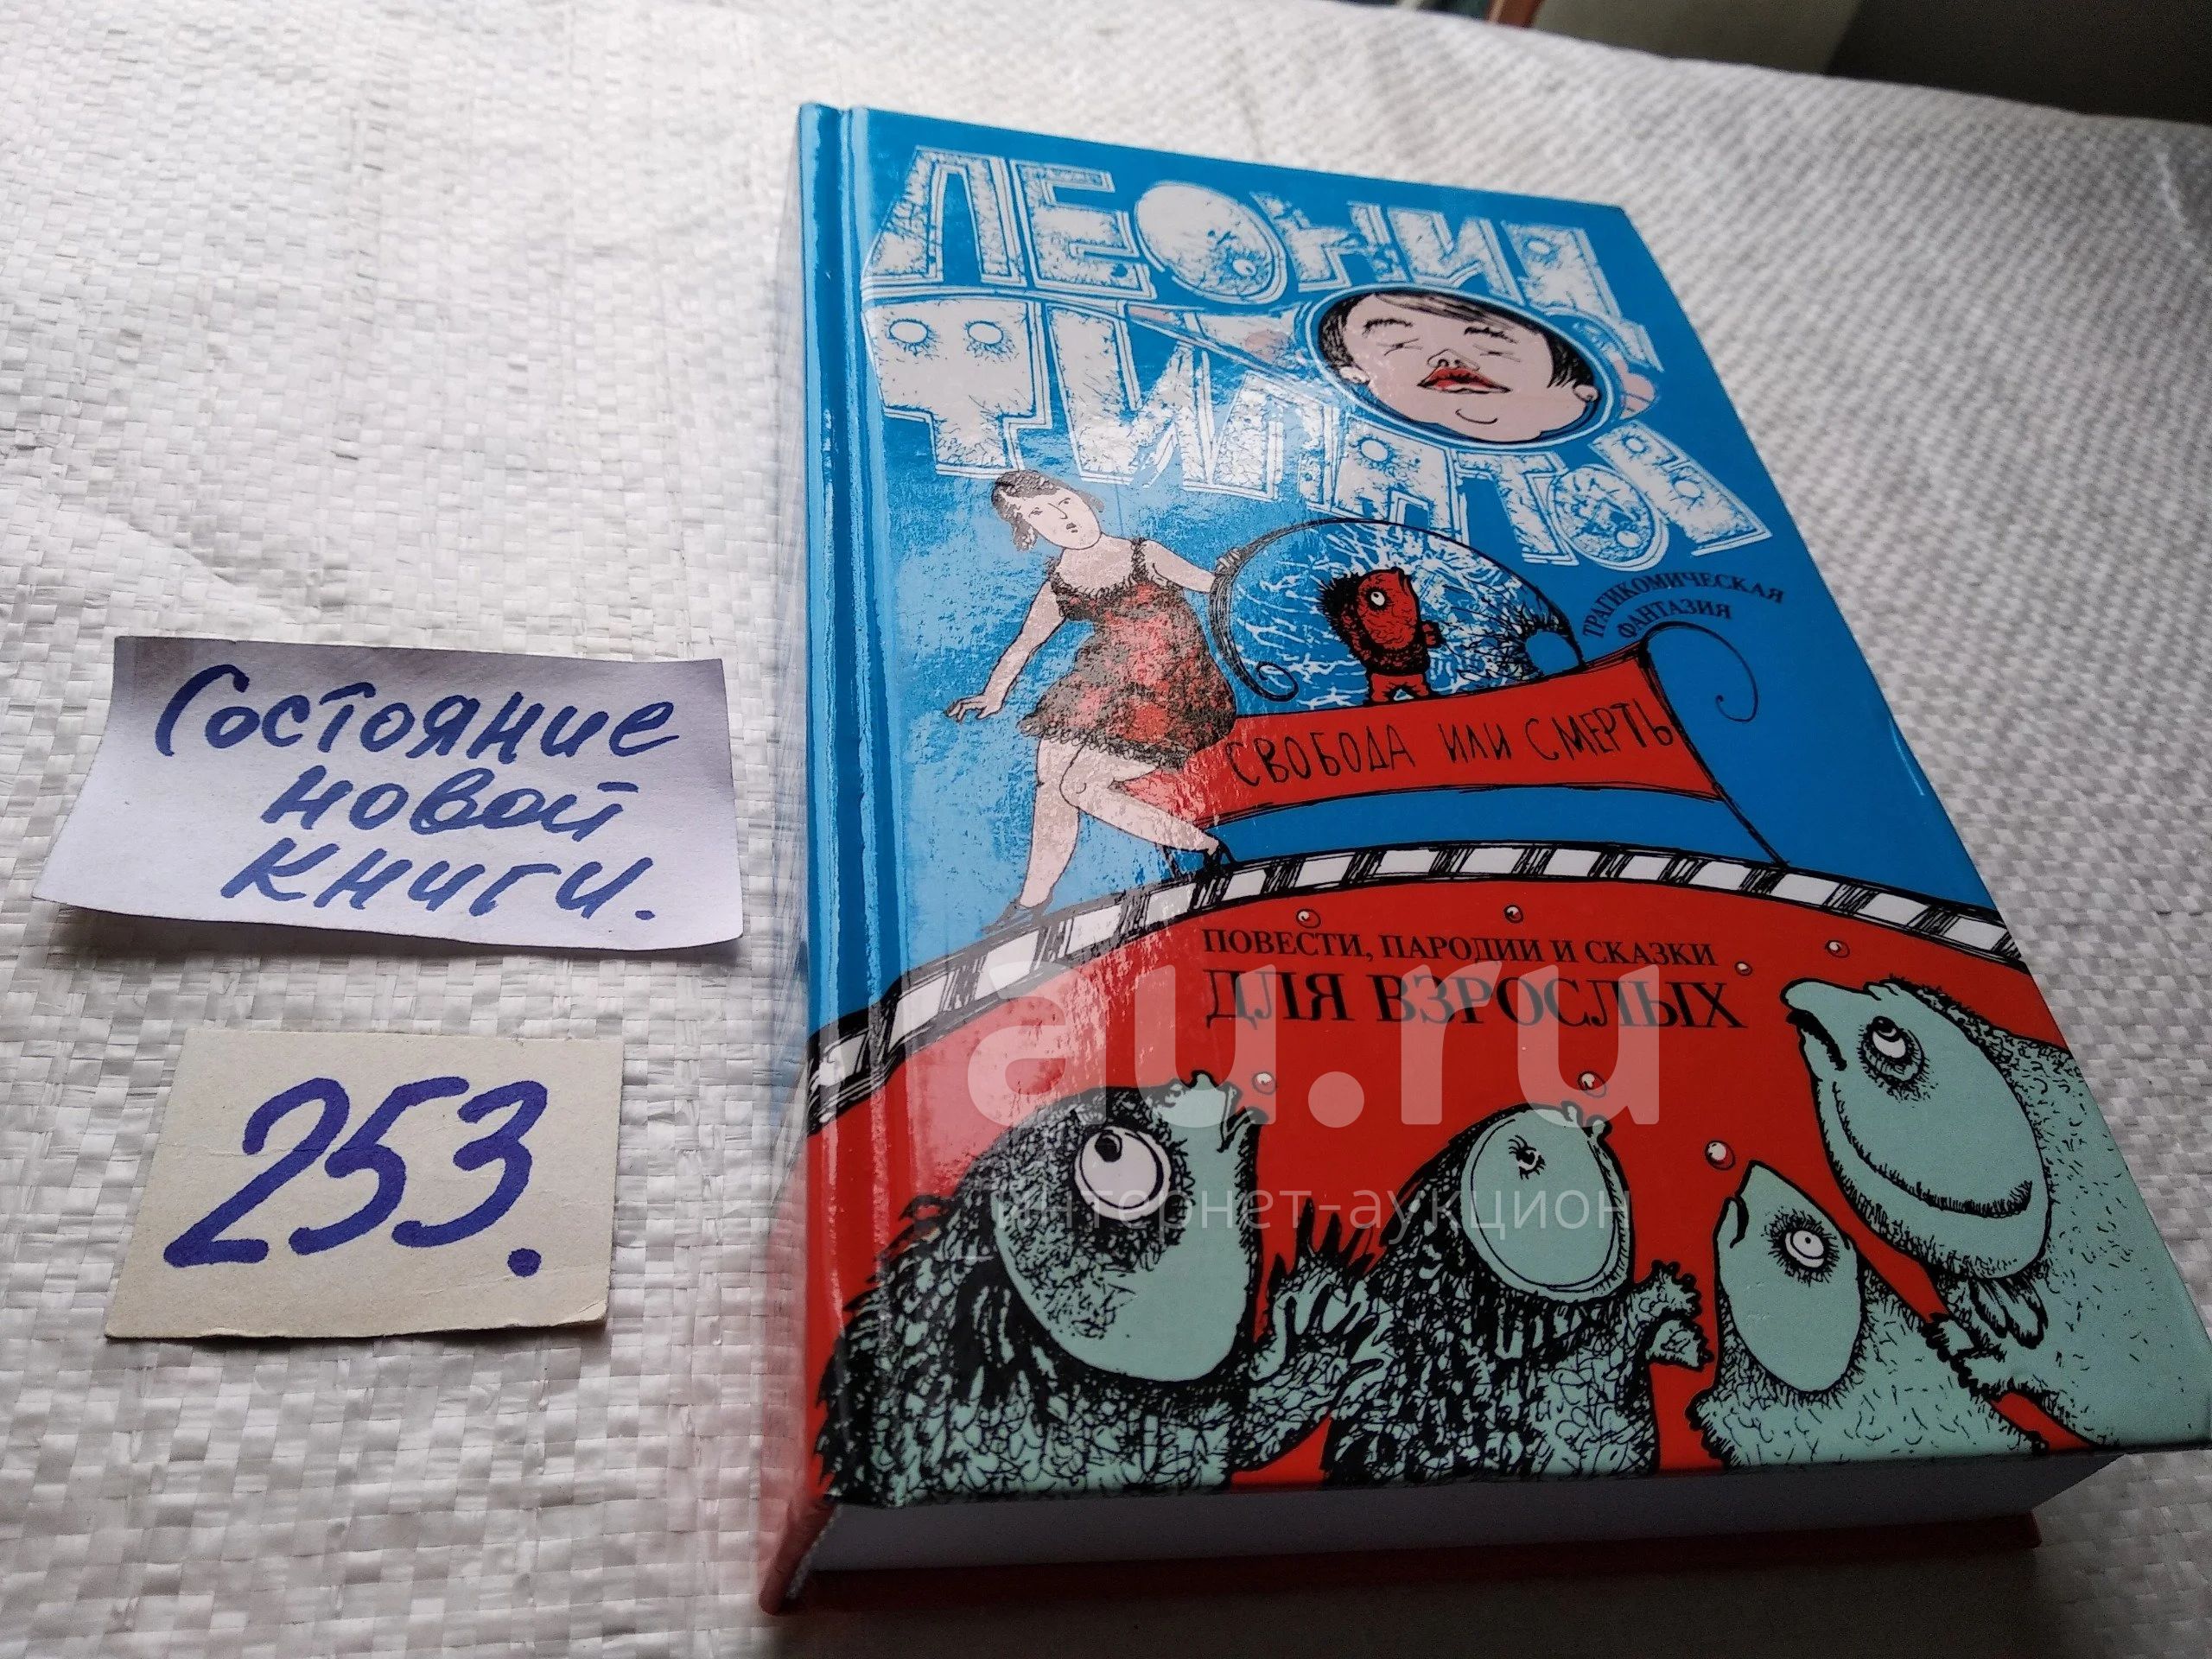 ЛЕОНИД
ФИЛАТОВ
ТРАГИКОМИЧЕСКАЯ
ФАНТАЗИЯ
СВОБОДА ИЛИ СМЕРТЬ
ПОВЕСТИ, ПАРОДИИ И СКАЗКИ
ДЛЯ ВЗРОСЛЫХ
Состояние
новой
книги.
253.
au.ru
интернет-аукцион